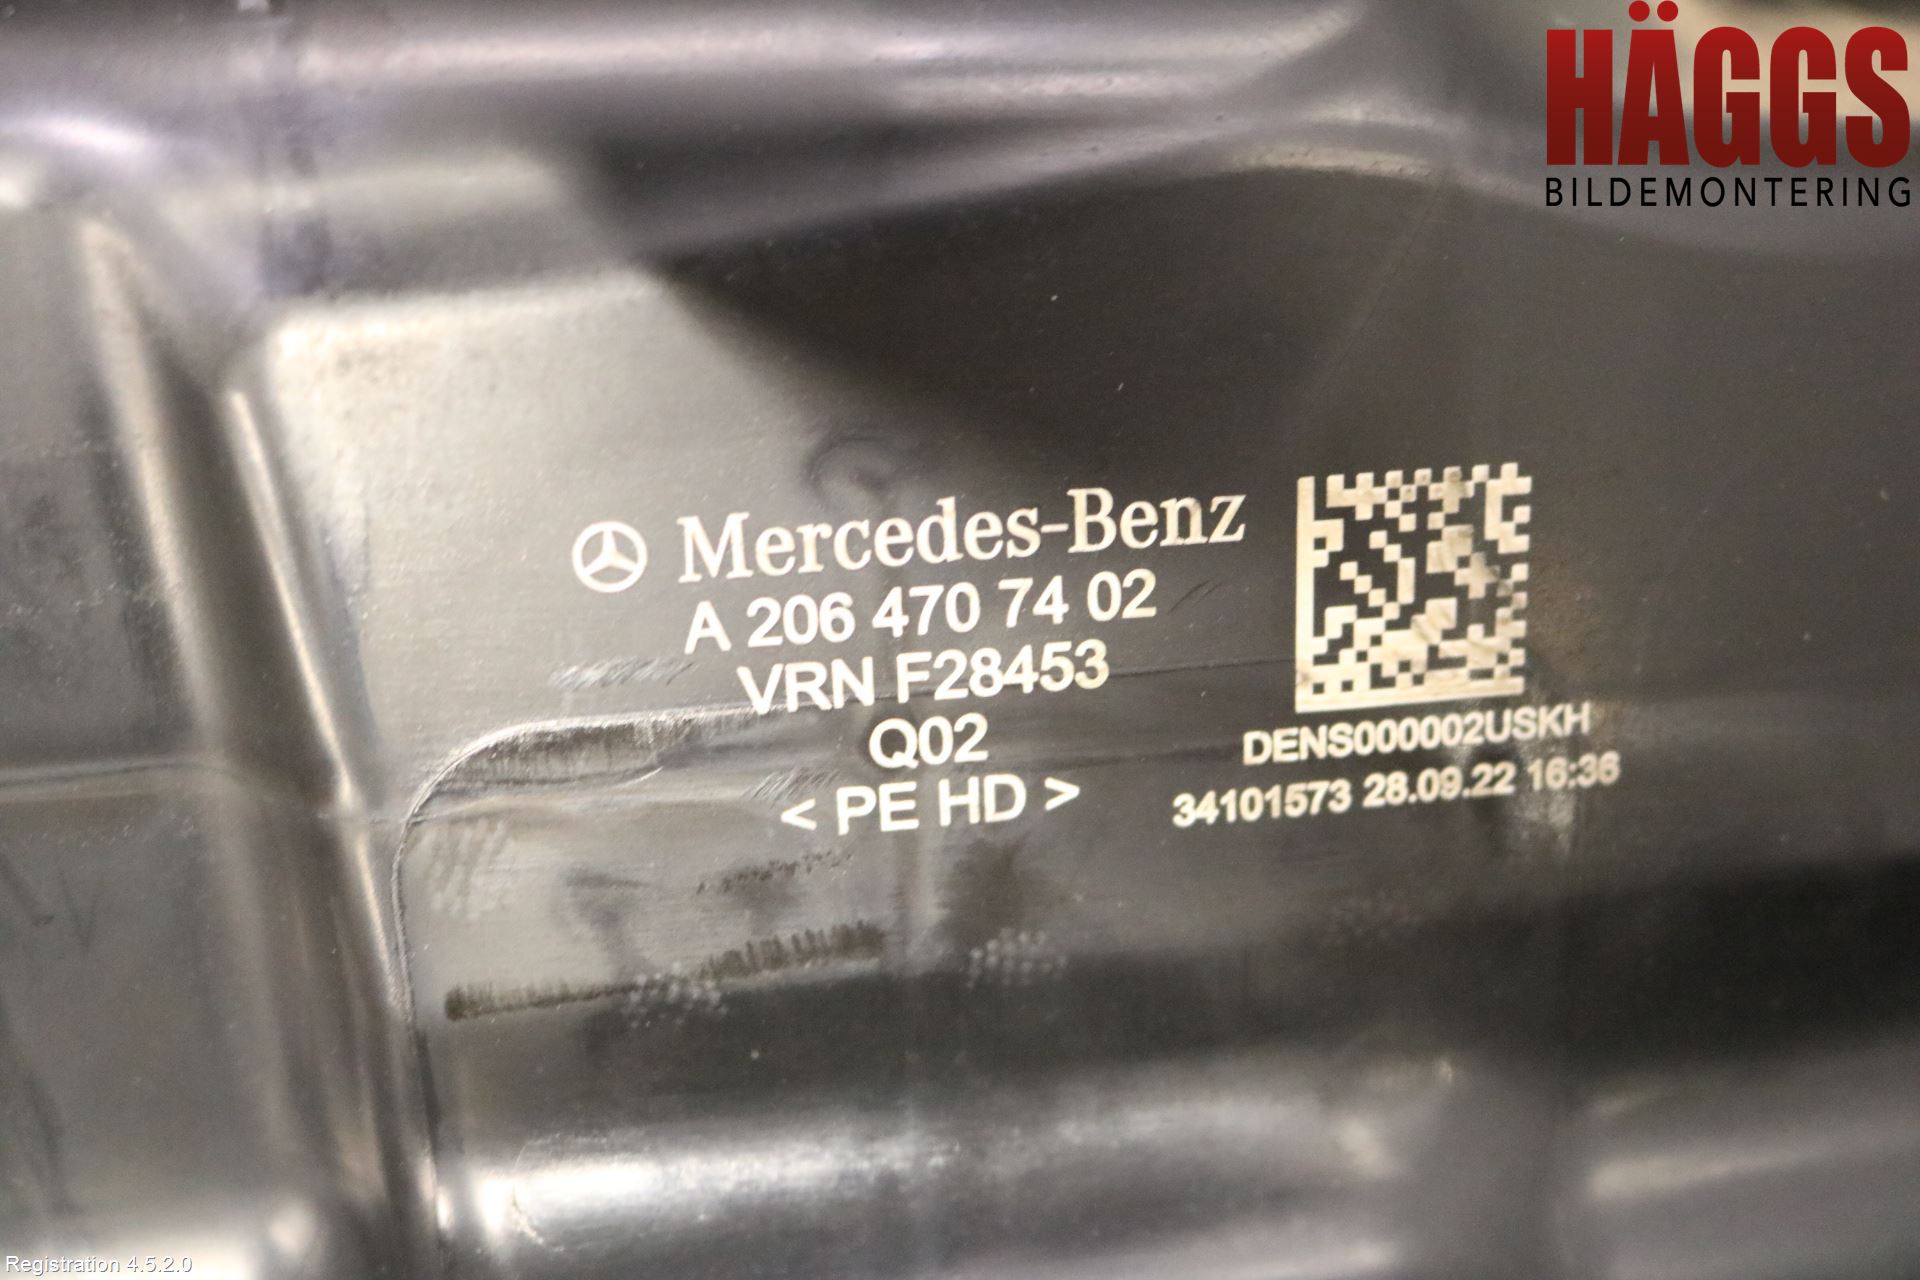 HÄGGS
BILDEMONTERING
Mercedes-Benz
A 206 470 74 02
VRN F28453
Q02
< PE HD >
DENS000002USKH
34101573 28.09.22 16:36
Registration 4.5.2.0